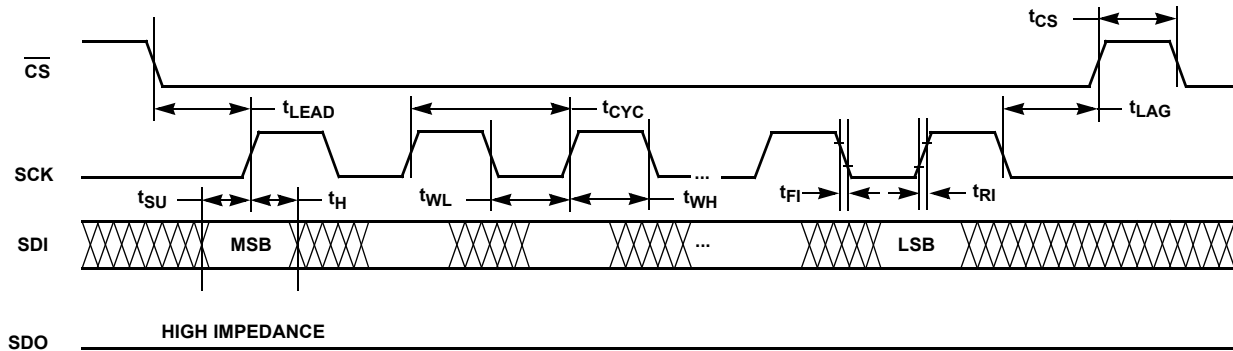 tCS
CS
tLEAD
tCYC
tLAG
SCK
...
tSU
tH
tWL
tWH
tFI
tRI
SDI
MSB
...
LSB
HIGH IMPEDANCE
SDO